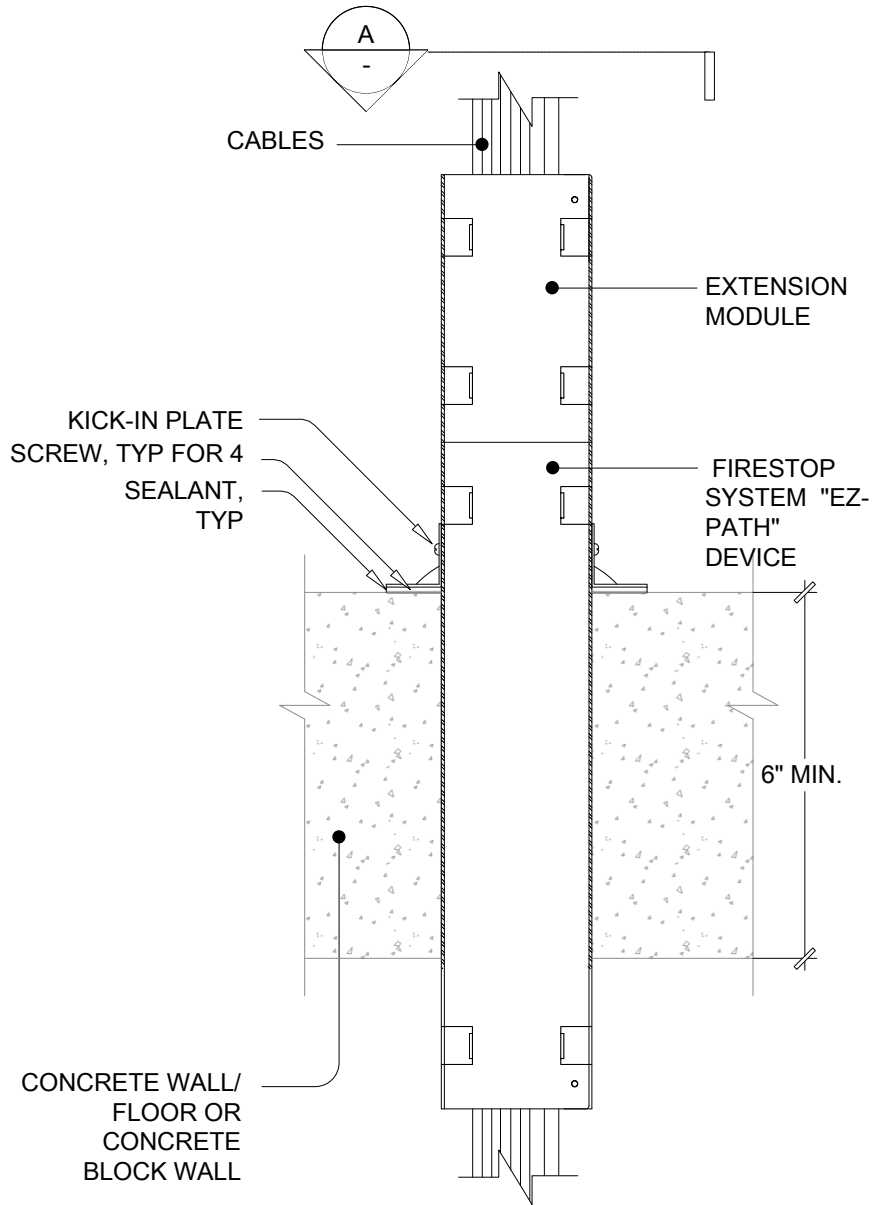 A
-
CABLES
EXTENSION
MODULE
KICK-IN PLATE
SCREW, TYP FOR 4
SEALANT,
TYP
FIRESTOP
SYSTEM "EZ-
PATH"
DEVICE
6" MIN.
CONCRETE WALL/
FLOOR OR
CONCRETE
BLOCK WALL